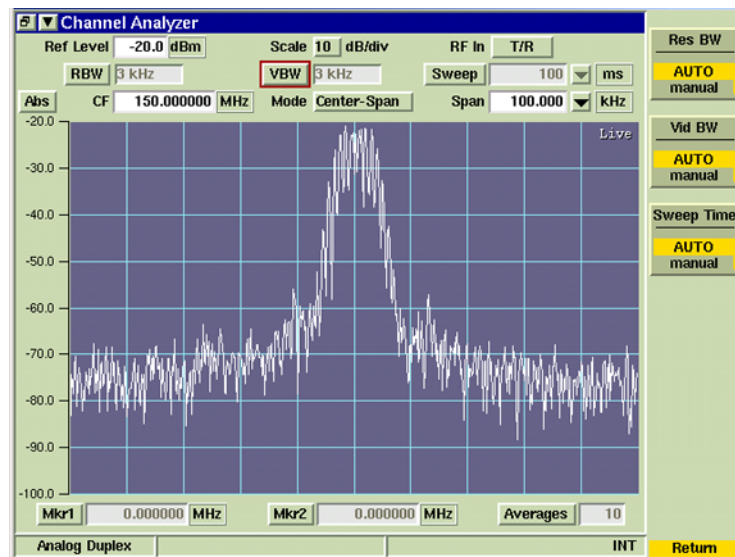 Channel Analyzer
Ref Level -20.0 dBm Scale 10 dB/div RF In T/R
RBW 3 kHz VBW 3 kHz Sweep 100 ms
Abs CF 150.000000 MHz Mode Center-Span Span 100.000 kHz
Live
-20.0
-30.0
-40.0
-50.0
-60.0
-70.0
-80.0
-90.0
-100.0
Mkr1 0.000000 MHz Mkr2 0.000000 MHz Averages 10
Analog Duplex INT
Res BW
AUTO
manual
Vid BW
AUTO
manual
Sweep Time
AUTO
manual
Return